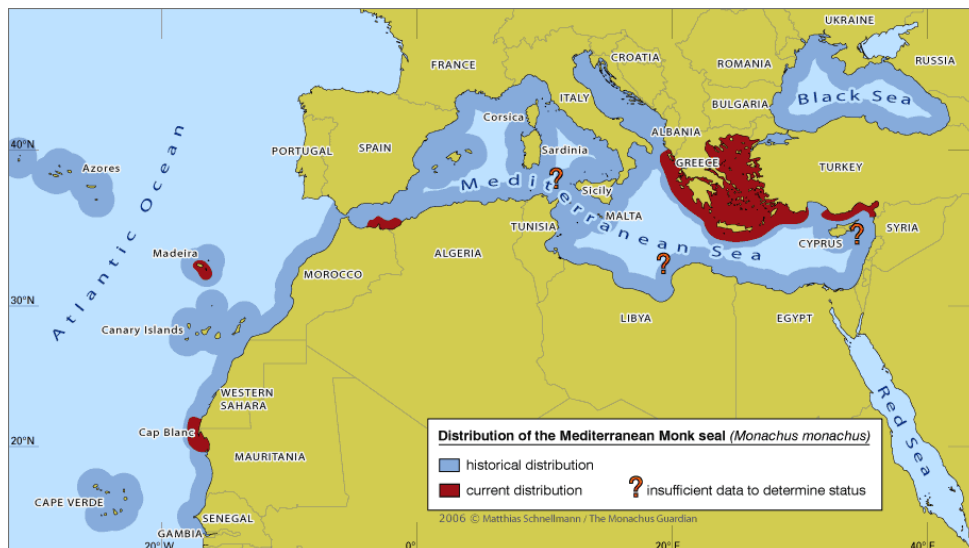 UKRAINE
CROATIA
FRANCE
ROMANIA
RUSSIA
ITALY
Black Sea
BULGARIA
Corsica
ALBANIA
40°N
PORTUGAL
SPAIN
Sardinia
GREECE
TURKEY
Azores
Mediterranean Sea
?
Sicily
Atlantic Ocean
MALTA
TUNISIA
SYRIA
CYPRUS
?
Madeira
ALGERIA
MOROCCO
?
30°N
Canary Islands
LIBYA
EGYPT
WESTERN
SAHARA
Red Sea
Cap Blanc
20°N
MAURITANIA
CAPE VERDE
SENEGAL
GAMBIA
Distribution of the Mediterranean Monk seal (Monachus monachus)
historical distribution
current distribution
? insufficient data to determine status
2006 © Matthias Schnellmann / The Monachus Guardian
20°W
0°
20°E
40°E